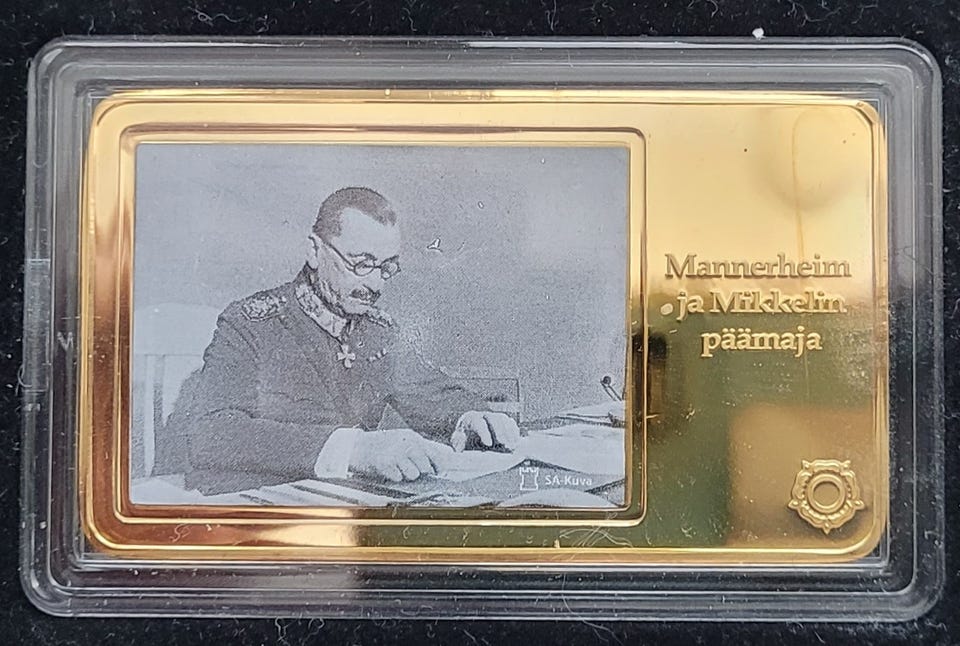 Mannerheim
ja Mikkelin
päämaja
SA-Kuva